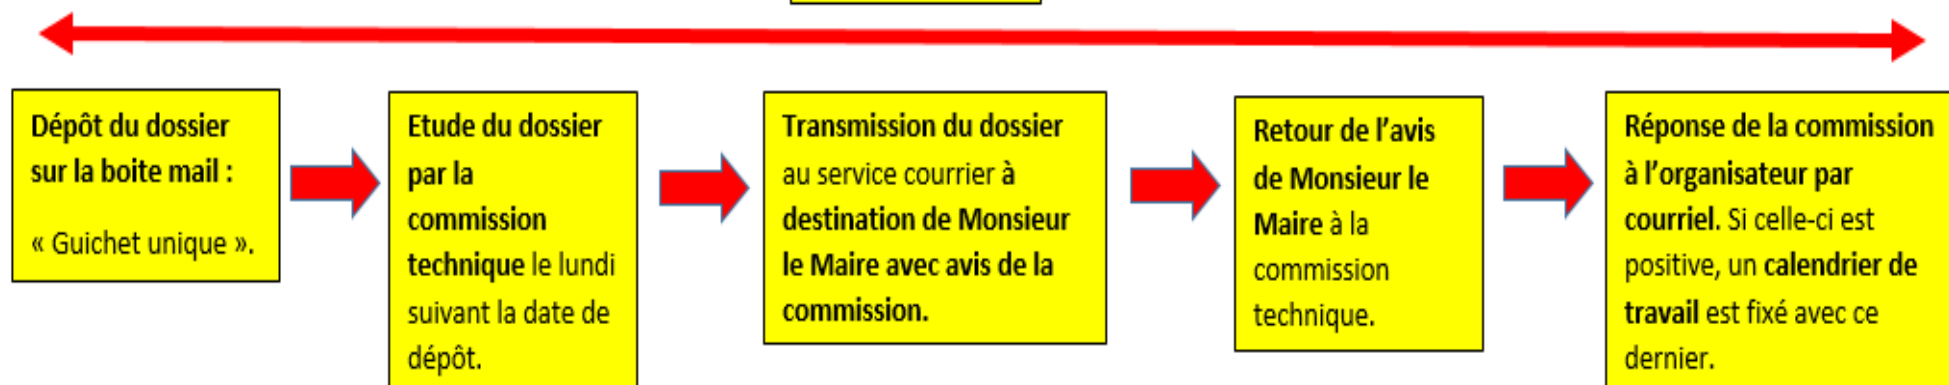 Dépôt du dossier
sur la boite mail :
« Guichet unique ».
Etude du dossier
par la
commission
technique le lundi
suivant la date de
dépôt.
Transmission du dossier
au service courrier à
destination de Monsieur
le Maire avec avis de la
commission.
Retour de l’avis
de Monsieur le
Maire à la
commission
technique.
Réponse de la commission
à l’organisateur par
courriel. Si celle-ci est
positive, un calendrier de
travail est fixé avec ce
dernier.